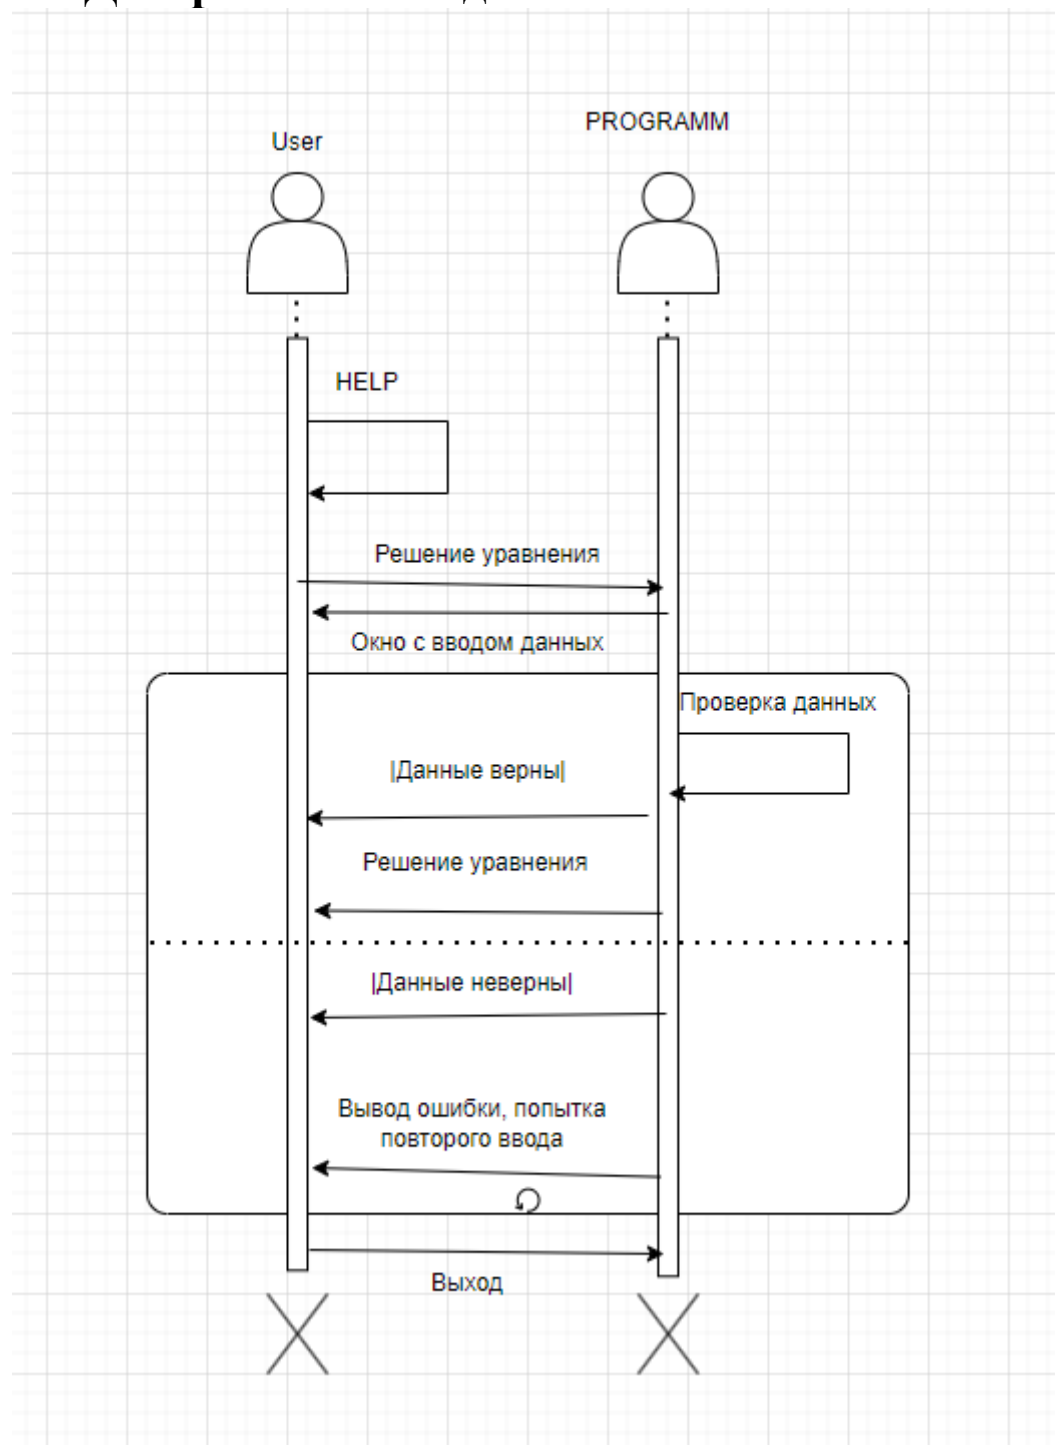 User
PROGRAMM
HELP
Решение уравнения
Окно с вводом данных
Проверка данных
|Данные верны|
Решение уравнения
|Данные неверны|
Вывод ошибки, попытка
повторого ввода
Выход